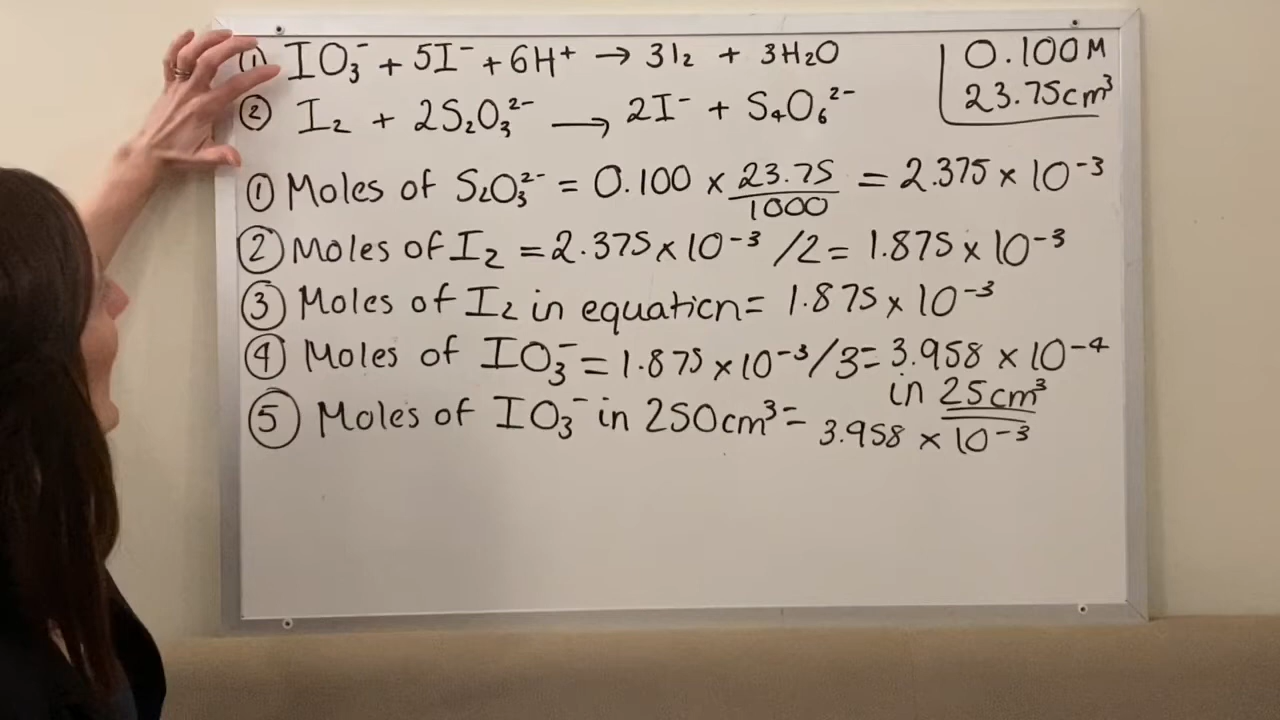 ① IO₃⁻ + 5I⁻ + 6H⁺ → 3I₂ + 3H₂O
② I₂ + 2S₂O₃²⁻ → 2I⁻ + S₄O₆²⁻
0.100M
23.75cm³
① Moles of S₂O₃²⁻ = 0.100 × 23.75/1000 = 2.375 × 10⁻³
② Moles of I₂ = 2.375 × 10⁻³ /2 = 1.875 × 10⁻³
③ Moles of I₂ in equation = 1.875 × 10⁻³
④ Moles of IO₃⁻ = 1.875 × 10⁻³/3 = 3.958 × 10⁻⁴
in 25cm³
⑤ Moles of IO₃⁻ in 250cm³ = 3.958 × 10⁻³